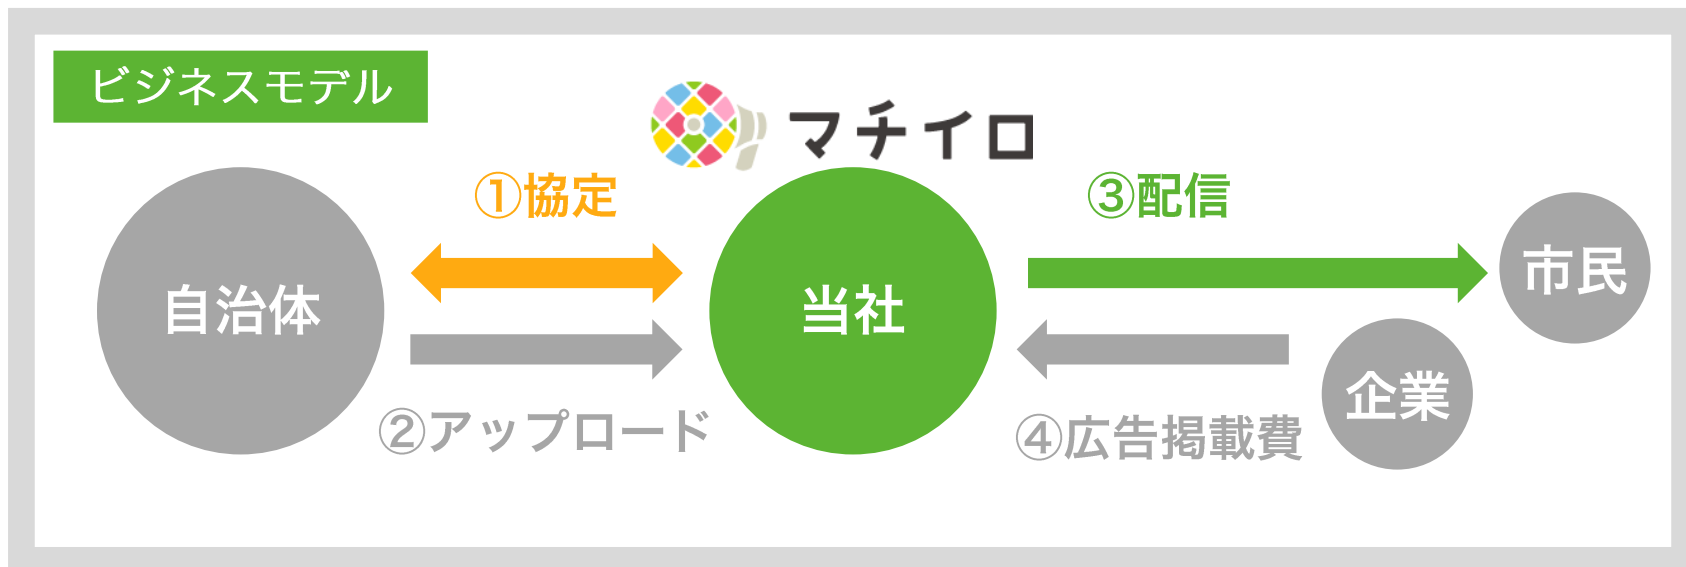 ビジネスモデル
マチイロ
①協定
③配信
自治体
当社
市民
企業
②アップロード
④広告掲載費